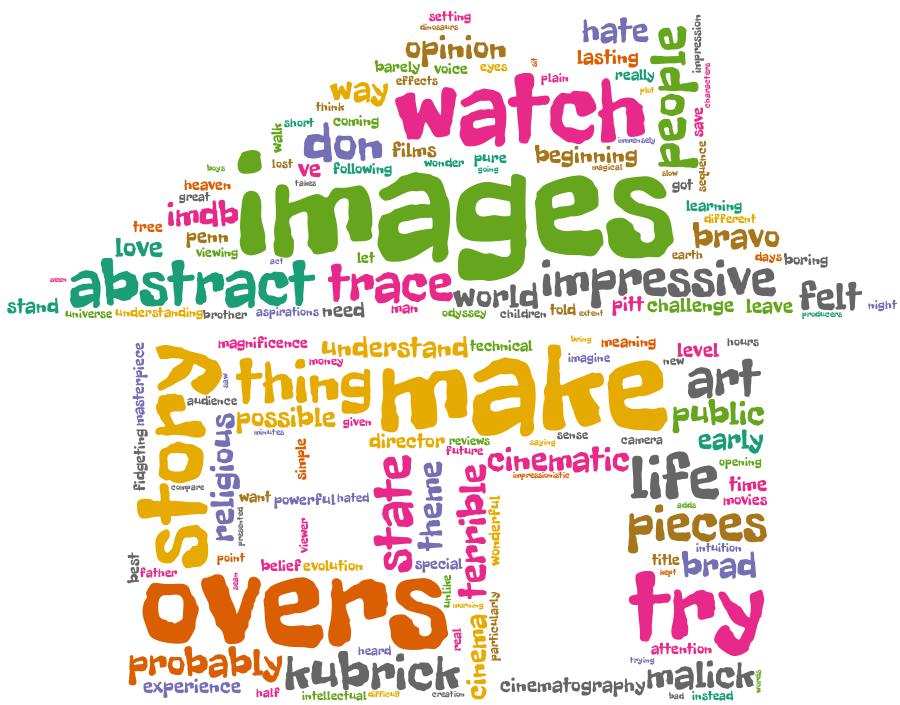 setting
dinosaurs
opinion
hate
lasting
people
impression
barely voice eyes
plain
really
plot
characters
effects
way
watch
think
walk
short
coming
don
films
immensely
save
sequence
lost
ve
following
wonder
pure
going
beginning
magical
slow
got
boys
takes
images
heaven
great
imdb
learning
different
tree
penn
bravo
love
viewing
act
let
earth
days
boring
abstract
trace
world
impressive
felt
night
stand
universe
understanding
brother
aspirations
need
man
odyssey
children
told
extent
pitt
challenge
leave
producers
masterpiece
story
magnificence
understand
technical
bring
meaning
level
hours
money
imagine
new
saw
audience
thing
make
art
possible
given
minutes
public
fidgeting
religious
simple
director
reviews
saying
sense
camera
early
future
cinematic
impressionistic
opening
compare
life
time
movies
want
powerful
hated
state
theme
terrible
wonderful
adds
presented
viewer
pieces
intuition
best
point
father
belief
evolution
special
title
brad
kept
overs
unlike
morning
try
particularly
real
cinema
attention
probably
heard
trying
kubrick
experience
half
intellectual
difficult
creation
cinematography
malick
words
bad
instead